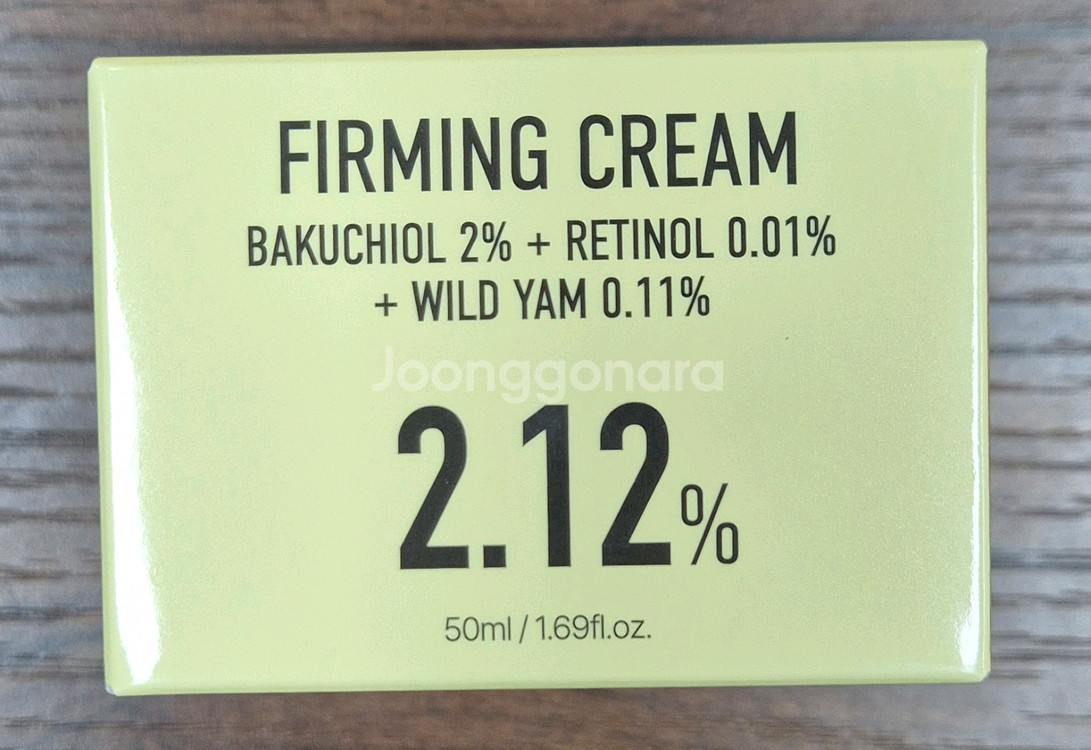 FIRMING CREAM
BAKUCHIOL 2% + RETINOL 0.01%
+ WILD YAM 0.11%
Joonggonara
2.12%
50ml / 1.69fl.oz.